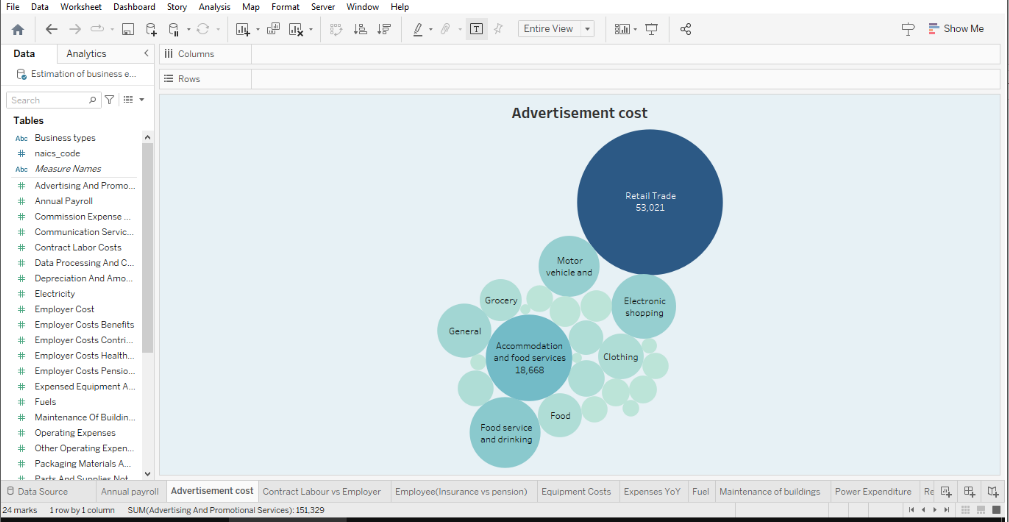 File Data Worksheet Dashboard Story Analysis Map Format Server Window Help
Entire View
Show Me
Data Analytics
Columns
Estimation of business e...
Rows
Search
Tables
Abc Business types
# naics_code
Abc Measure Names
# Advertising And Promo...
# Annual Payroll
# Commission Expense ...
# Communication Servic...
# Contract Labor Costs
# Data Processing And C...
# Depreciation And Amo...
# Electricity
# Employer Cost
# Employer Costs Benefits
# Employer Costs Contri...
# Employer Costs Health...
# Employer Costs Pensio...
# Expensed Equipment A...
# Fuels
# Maintenance Of Buildin...
# Operating Expenses
# Other Operating Expen...
# Packaging Materials A...
# Parts And Supplies Not
Advertisement cost
Retail Trade
53,021
Motor
vehicle and
Grocery
Electronic
shopping
General
Accommodation
and food services
18,668
Clothing
Food
Food service
and drinking
Data Source Annual payroll Advertisement cost Contract Labour vs Employer Employee(Insurance vs pension) Equipment Costs Expenses YoY Fuel Maintenance of buildings Power Expenditure Re
24 marks 1 row by 1 column SUM(Advertising And Promotional Services): 151,329